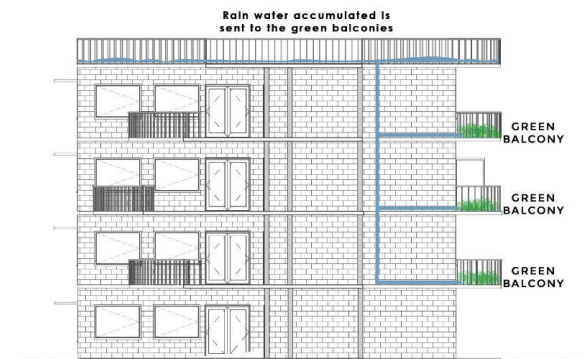 Rain water accumulated is
sent to the green balconies
GREEN
BALCONY
GREEN
BALCONY
GREEN
BALCONY